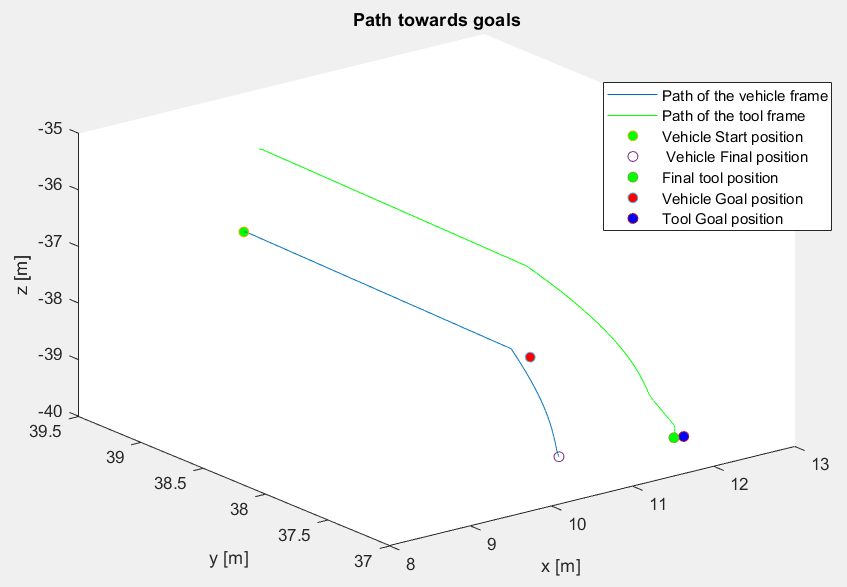 Path towards goals
Path of the vehicle frame
Path of the tool frame
Vehicle Start position
Vehicle Final position
Final tool position
Vehicle Goal position
Tool Goal position
-35
-36
-37
-38
-39
-40
z [m]
39.5
39
38.5
38
37.5
37
y [m]
8
9
10
11
12
13
x [m]